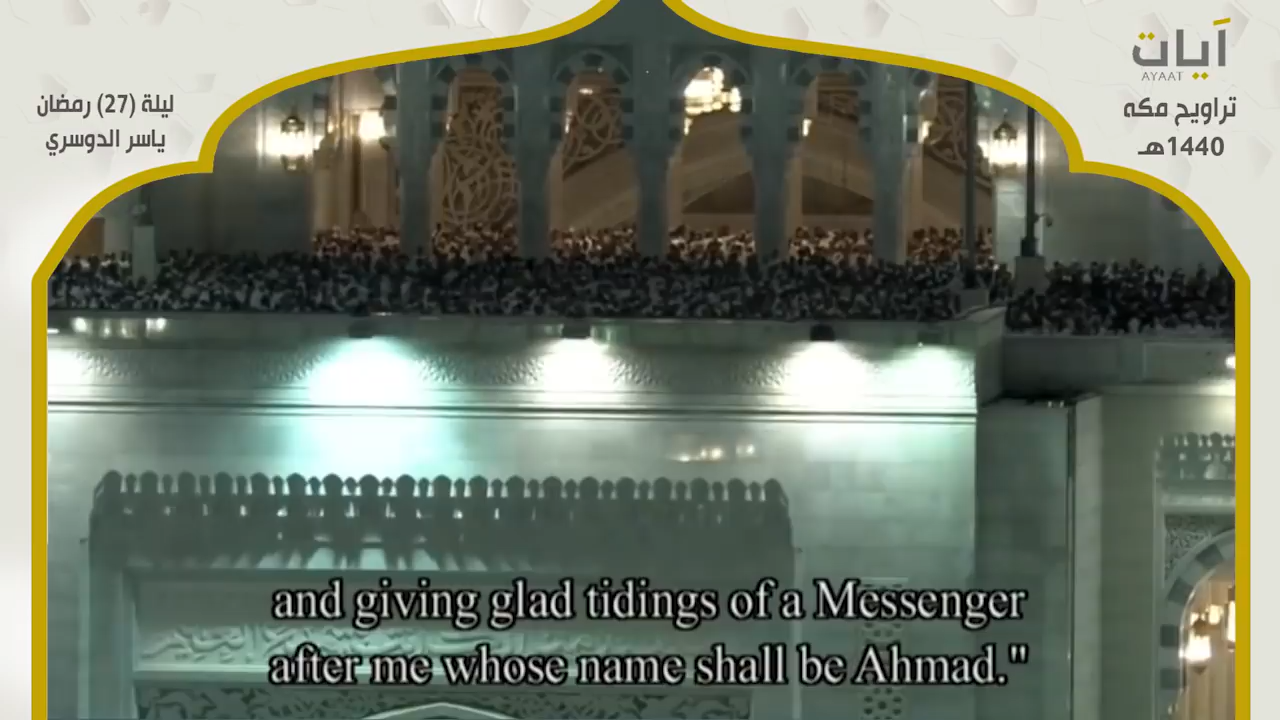 آيات
AYAAT
تراويح مكه
1440هـ
ليلة (27) رمضان
ياسر الدوسري
and giving glad tidings of a Messenger
after me whose name shall be Ahmad."